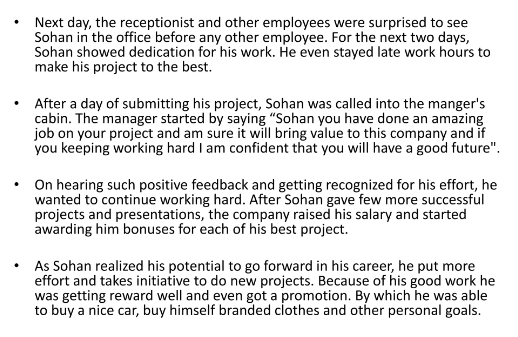 • Next day, the receptionist and other employees were surprised to see
Sohan in the office before any other employee. For the next two days,
Sohan showed dedication for his work. He even stayed late work hours to
make his project to the best.
• After a day of submitting his project, Sohan was called into the manger's
cabin. The manager started by saying “Sohan you have done an amazing
job on your project and am sure it will bring value to this company and if
you keeping working hard I am confident that you will have a good future".
• On hearing such positive feedback and getting recognized for his effort, he
wanted to continue working hard. After Sohan gave few more successful
projects and presentations, the company raised his salary and started
awarding him bonuses for each of his best project.
• As Sohan realized his potential to go forward in his career, he put more
effort and takes initiative to do new projects. Because of his good work he
was getting reward well and even got a promotion. By which he was able
to buy a nice car, buy himself branded clothes and other personal goals.